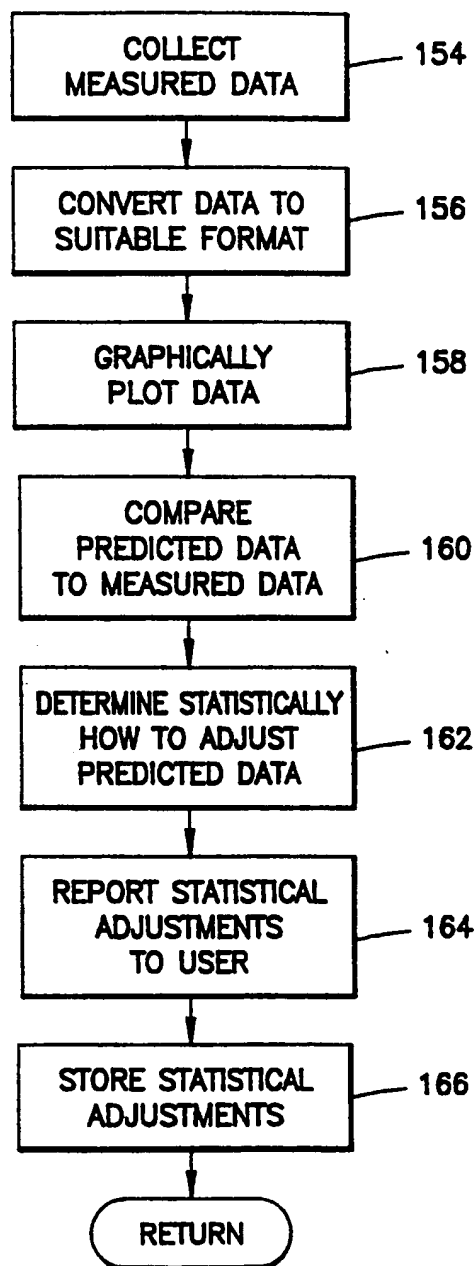 COLLECT
MEASURED DATA
154
CONVERT DATA TO
SUITABLE FORMAT
156
GRAPHICALLY
PLOT DATA
158
COMPARE
PREDICTED DATA
TO MEASURED DATA
160
DETERMINE STATISTICALLY
HOW TO ADJUST
PREDICTED DATA
162
REPORT STATISTICAL
ADJUSTMENTS
TO USER
164
STORE STATISTICAL
ADJUSTMENTS
166
RETURN